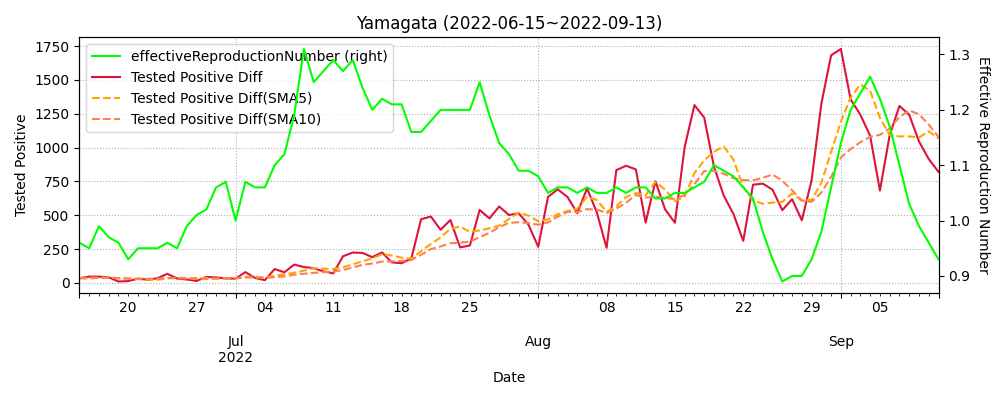 Yamagata (2022-06-15~2022-09-13)
effectiveReproductionNumber (right)
Tested Positive Diff
Tested Positive Diff(SMA5)
Tested Positive Diff(SMA10)
Tested Positive
1750
1500
1250
1000
750
500
250
0
1.3
1.2
1.1
1.0
0.9
Effective Reproduction Number
20 27 04 11 18 25 08 15 22 29 05
Jul Aug Sep
2022
Date